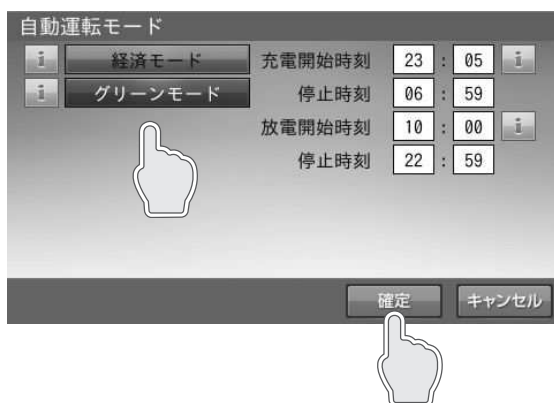 自動運転モード
i 経済モード 充電開始時刻 23 : 05 i
i グリーンモード 停止時刻 06 : 59
放電開始時刻 10 : 00 i
停止時刻 22 : 59
確定 キャンセル